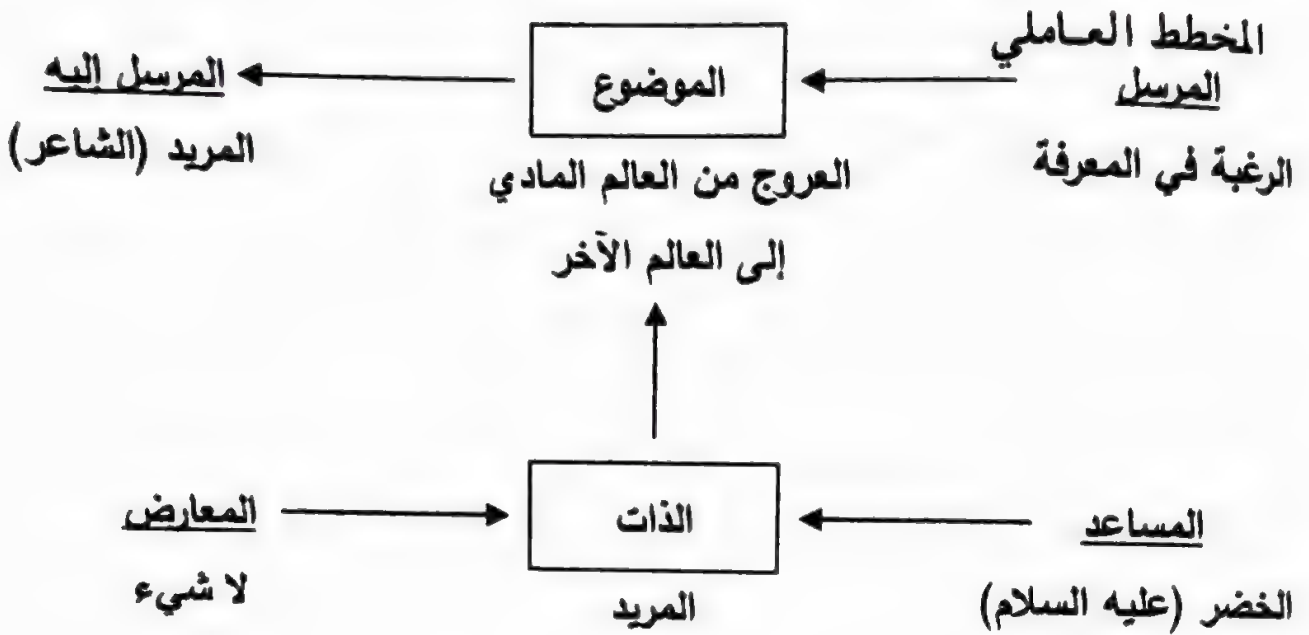 المخطط العـاملي
المرسل
الموضوع
المرسل إليه
الرغبة في المعرفة
العروج من العالم المادي
إلى العالم الآخر
المريد (الشاعر)
المساعد
الذات
المعارض
الخضر (عليه السلام)
المريد
لا شيء